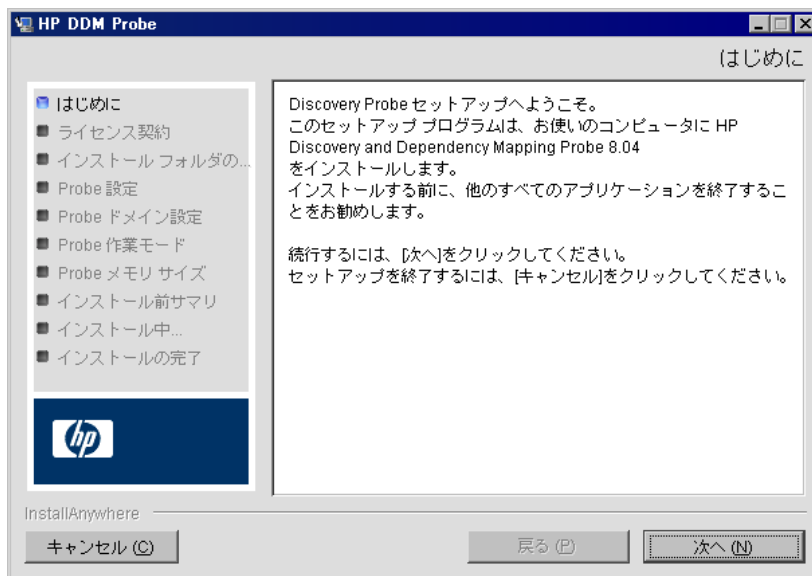 HP DDM Probe
はじめに
はじめに
ライセンス契約
インストール フォルダの...
Probe 設定
Probe ドメイン設定
Probe 作業モード
Probe メモリ サイズ
インストール前サマリ
インストール中...
インストールの完了
hp
Discovery Probe セットアップへようこそ。
このセットアップ プログラムは、お使いのコンピュータに HP
Discovery and Dependency Mapping Probe 8.04
をインストールします。
インストールする前に、他のすべてのアプリケーションを終了するこ
とをお勧めします。
続行するには、[次へ]をクリックしてください。
セットアップを終了するには、[キャンセル]をクリックしてください。
InstallAnywhere
キャンセル (C)
戻る (P)
次へ (N)